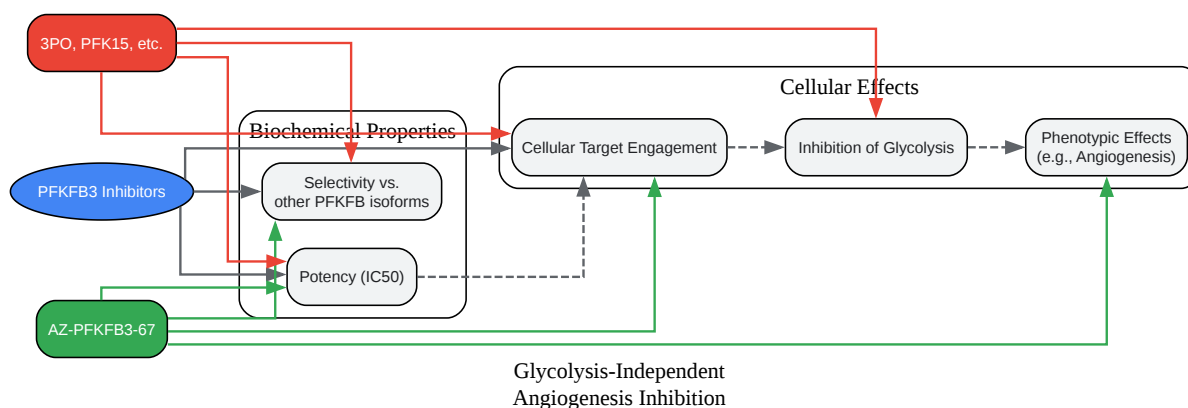 3PO, PFK15, etc.
Cellular Effects
Biochemical Properties
Cellular Target Engagement
Inhibition of Glycolysis
Phenotypic Effects
(e.g., Angiogenesis)
PFKFB3 Inhibitors
Selectivity vs.
other PFKFB isoforms
Potency (IC50)
AZ-PFKFB3-67
Glycolysis-Independent
Angiogenesis Inhibition